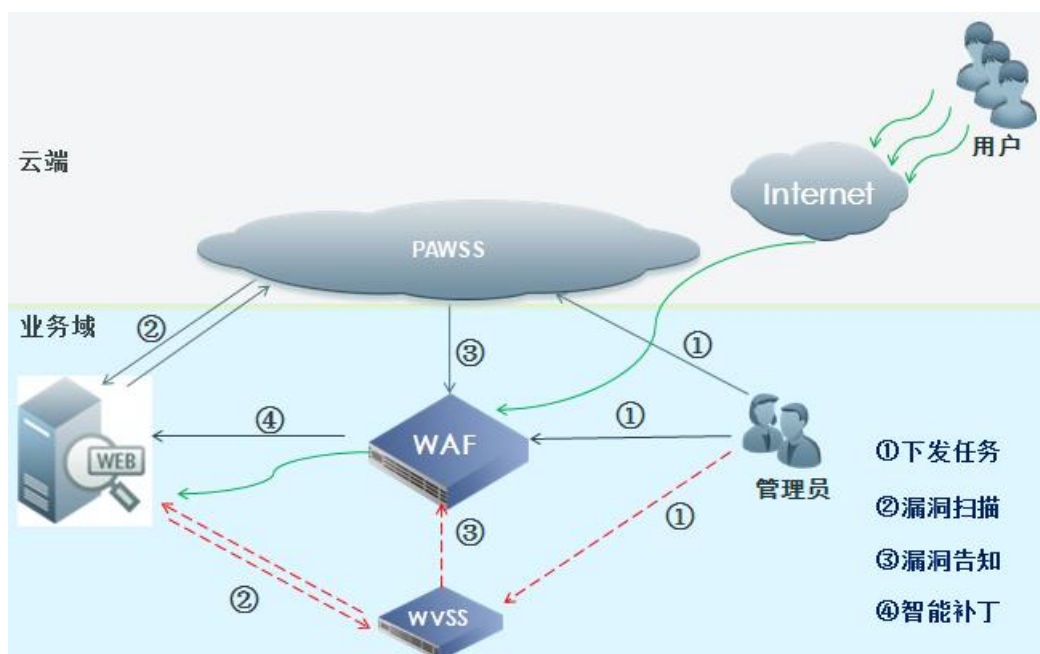 用户
云端
Internet
PAWSS
业务域
②
③
①
④
①
WEB
WAF
管理员
①
③
②
WVSS
①下发任务
②漏洞扫描
③漏洞告知
④智能补丁